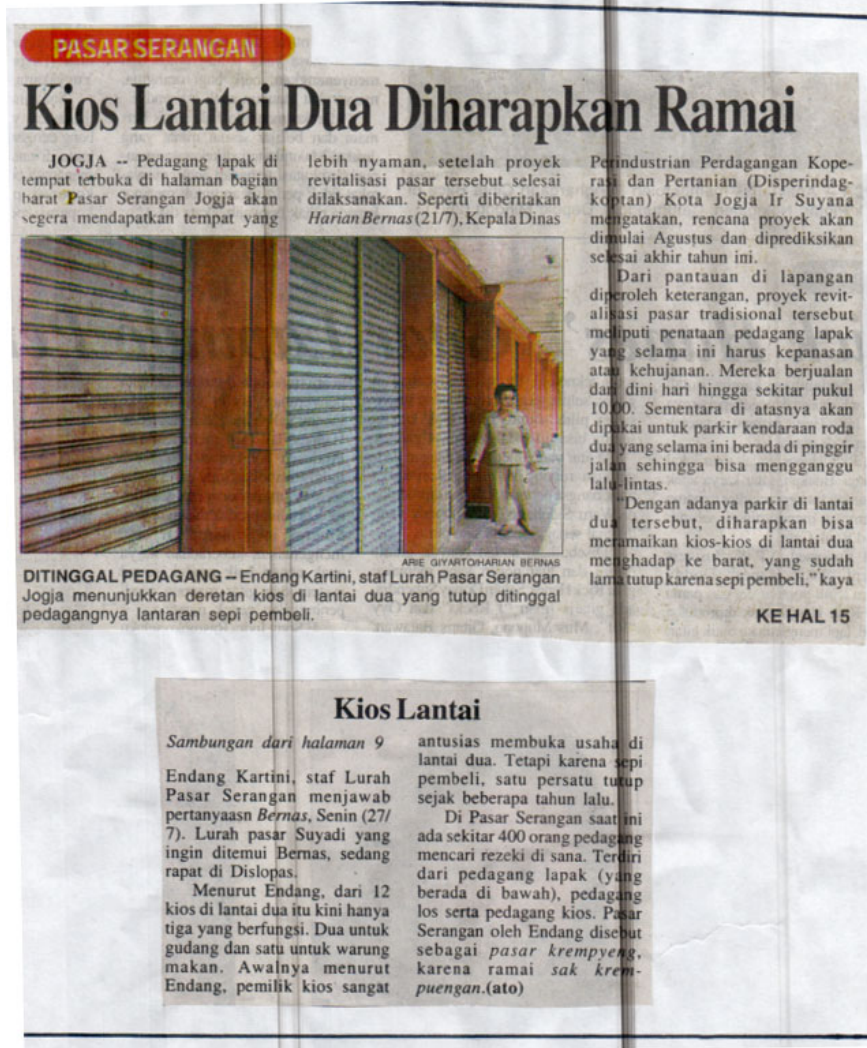 PASAR SERANGAN
Kios Lantai Dua Diharapkan Ramai
JOGJA -- Pedagang lapak di
tempat terbuka di halaman bagian
barat Pasar Serangan Jogja akan
segera mendapatkan tempat yang
lebih nyaman, setelah proyek
revitalisasi pasar tersebut selesai
dilaksanakan. Seperti diberitakan
Harian Bernas (21/7), Kepala Dinas
Perindustrian Perdagangan Kope-
rasi dan Pertanian (Disperindag-
koptan) Kota Jogja Ir Suyana
mengatakan, rencana proyek akan
dimulai Agustus dan diprediksikan
selesai akhir tahun ini.
Dari pantauan di lapangan
diperoleh keterangan, proyek revit-
alisasi pasar tradisional tersebut
meliputi penataan pedagang lapak
yang selama ini harus kepanasan
atau kehujanan. Mereka berjualan
dari dini hari hingga sekitar pukul
10.00. Sementara di atasnya akan
dipakai untuk parkir kendaraan roda
dua yang selama ini berada di pinggir
jalan sehingga bisa mengganggu
lalu-lintas.
"Dengan adanya parkir di lantai
dua tersebut, diharapkan bisa
meramaikan kios-kios di lantai dua
menghadap ke barat, yang sudah
lama tutup karena sepi pembeli," kaya
KE HAL 15
ARIE GIYARTO/HARIAN BERNAS
DITINGGAL PEDAGANG -- Endang Kartini, staf Lurah Pasar Serangan
Jogja menunjukkan deretan kios di lantai dua yang tutup ditinggal
pedagangnya lantaran sepi pembeli.
Kios Lantai
Sambungan dari halaman 9
Endang Kartini, staf Lurah
Pasar Serangan menjawab
pertanyaasn Bernas, Senin (27/
7). Lurah pasar Suyadi yang
ingin ditemui Bernas, sedang
rapat di Dislopas.
Menurut Endang, dari 12
kios di lantai dua itu kini hanya
tiga yang berfungsi. Dua untuk
gudang dan satu untuk warung
makan. Awalnya menurut
Endang, pemilik kios sangat
antusias membuka usaha di
lantai dua. Tetapi karena sepi
pembeli, satu persatu tutup
sejak beberapa tahun lalu.
Di Pasar Serangan saat ini
ada sekitar 400 orang pedagang
mencari rezeki di sana. Terdiri
dari pedagang lapak (yang
berada di bawah), pedagang
los serta pedagang kios. Pasar
Serangan oleh Endang disebut
sebagai pasar krempyeng,
karena ramai sak krem-
puengan.(ato)